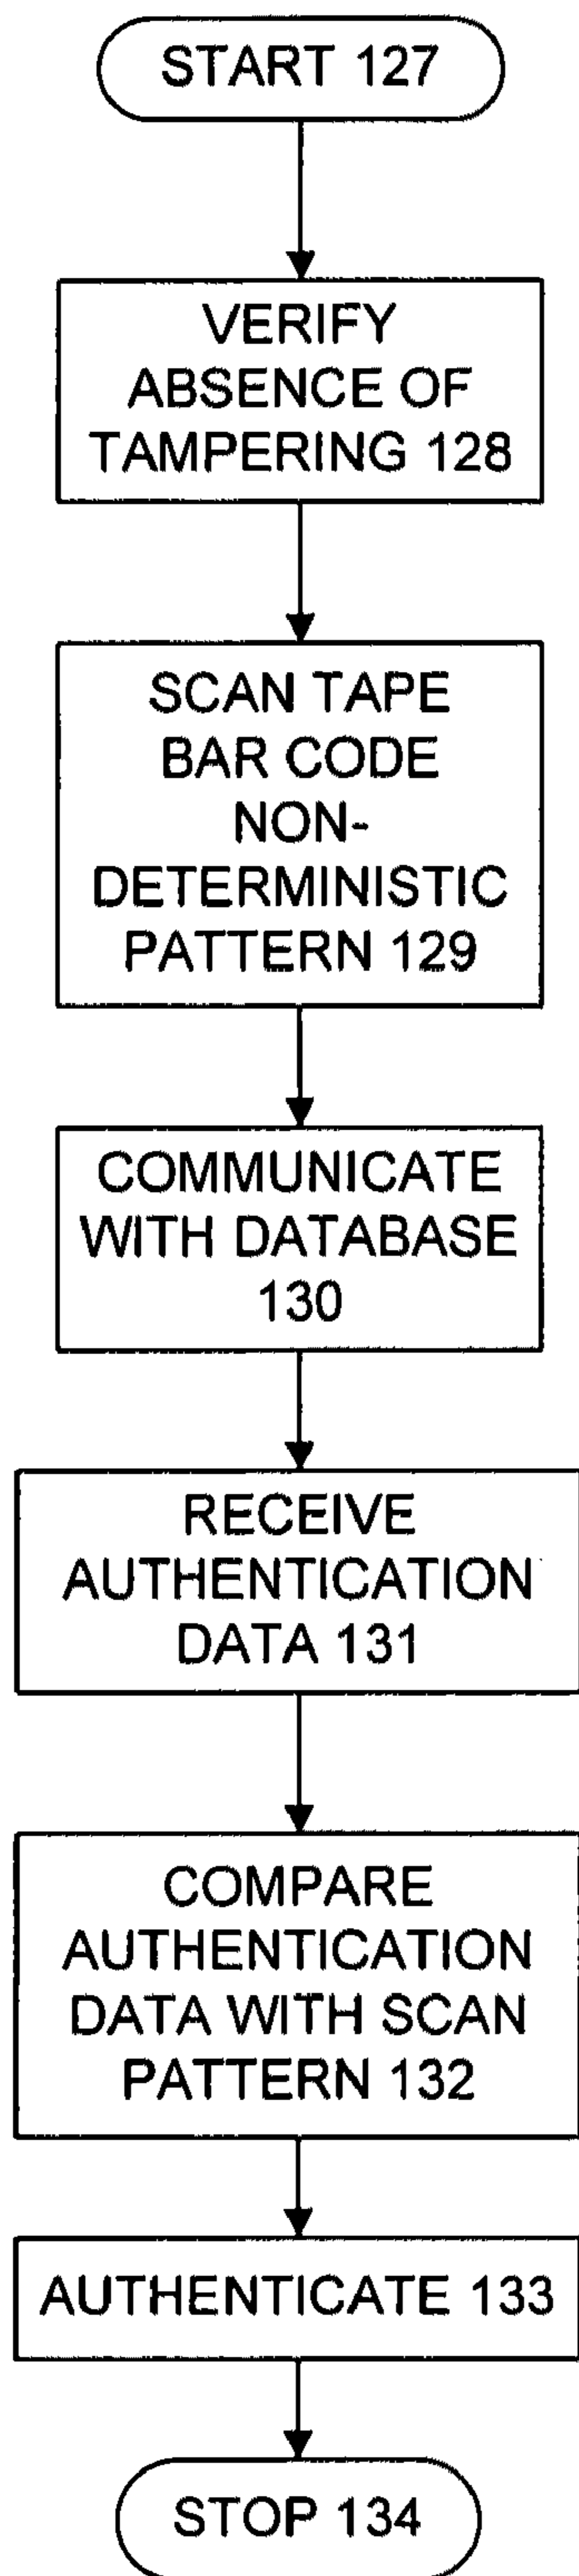 START 127
VERIFY
ABSENCE OF
TAMPERING 128
SCAN TAPE
BAR CODE
NON-
DETERMINISTIC
PATTERN 129
COMMUNICATE
WITH DATABASE
130
RECEIVE
AUTHENTICATION
DATA 131
COMPARE
AUTHENTICATION
DATA WITH SCAN
PATTERN 132
AUTHENTICATE 133
STOP 134